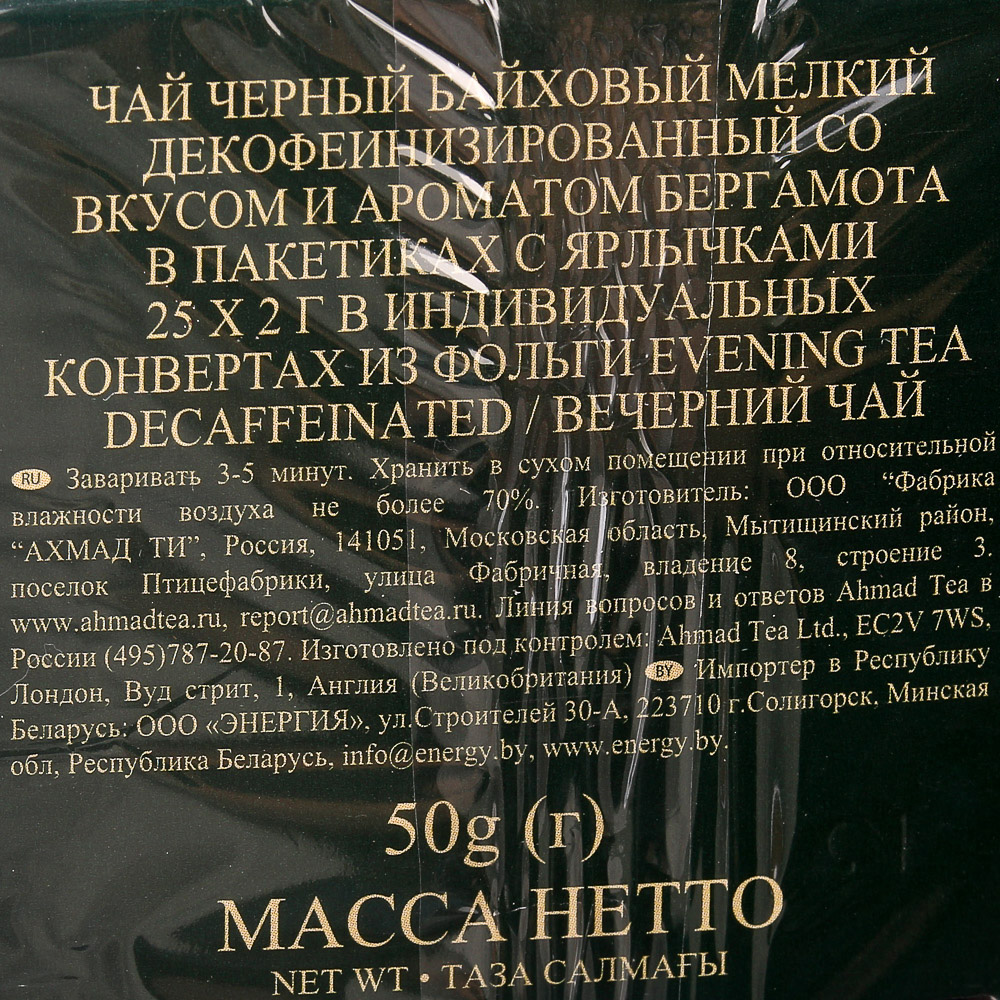 ЧАЙ ЧЕРНЫЙ БАЙХОВЫЙ МЕЛКИЙ
ДЕКОФЕИНИЗИРОВАННЫЙ СО
ВКУСОМ И АРОМАТОМ БЕРГАМОТА
В ПАКЕТИКАХ С ЯРЛЫЧКАМИ
25 Х 2 Г В ИНДИВИДУАЛЬНЫХ
КОНВЕРТАХ ИЗ ФОЛЬГИ EVENING TEA
DECAFFEINATED / ВЕЧЕРНИЙ ЧАЙ
RU Заваривать 3-5 минут. Хранить в сухом помещении при относительной
влажности воздуха не более 70%. Изготовитель: ООО “Фабрика
“АХМАД ТИ”, Россия, 141051, Московская область, Мытищинский район,
поселок Птицефабрики, улица Фабричная, владение 8, строение 3.
www.ahmadtea.ru, report@ahmadtea.ru. Линия вопросов и ответов Ahmad Tea в
России (495)787-20-87. Изготовлено под контролем: Ahmad Tea Ltd., EC2V 7WS,
Лондон, Вуд стрит, 1, Англия (Великобритания) BY Импортер в Республику
Беларусь: ООО «ЭНЕРГИЯ», ул.Строителей 30-А, 223710 г.Солигорск, Минская
обл, Республика Беларусь, info@energy.by, www.energy.by.
50g (г)
МАССА НЕТТО
NET WT • ТАЗА САЛМАҒЫ